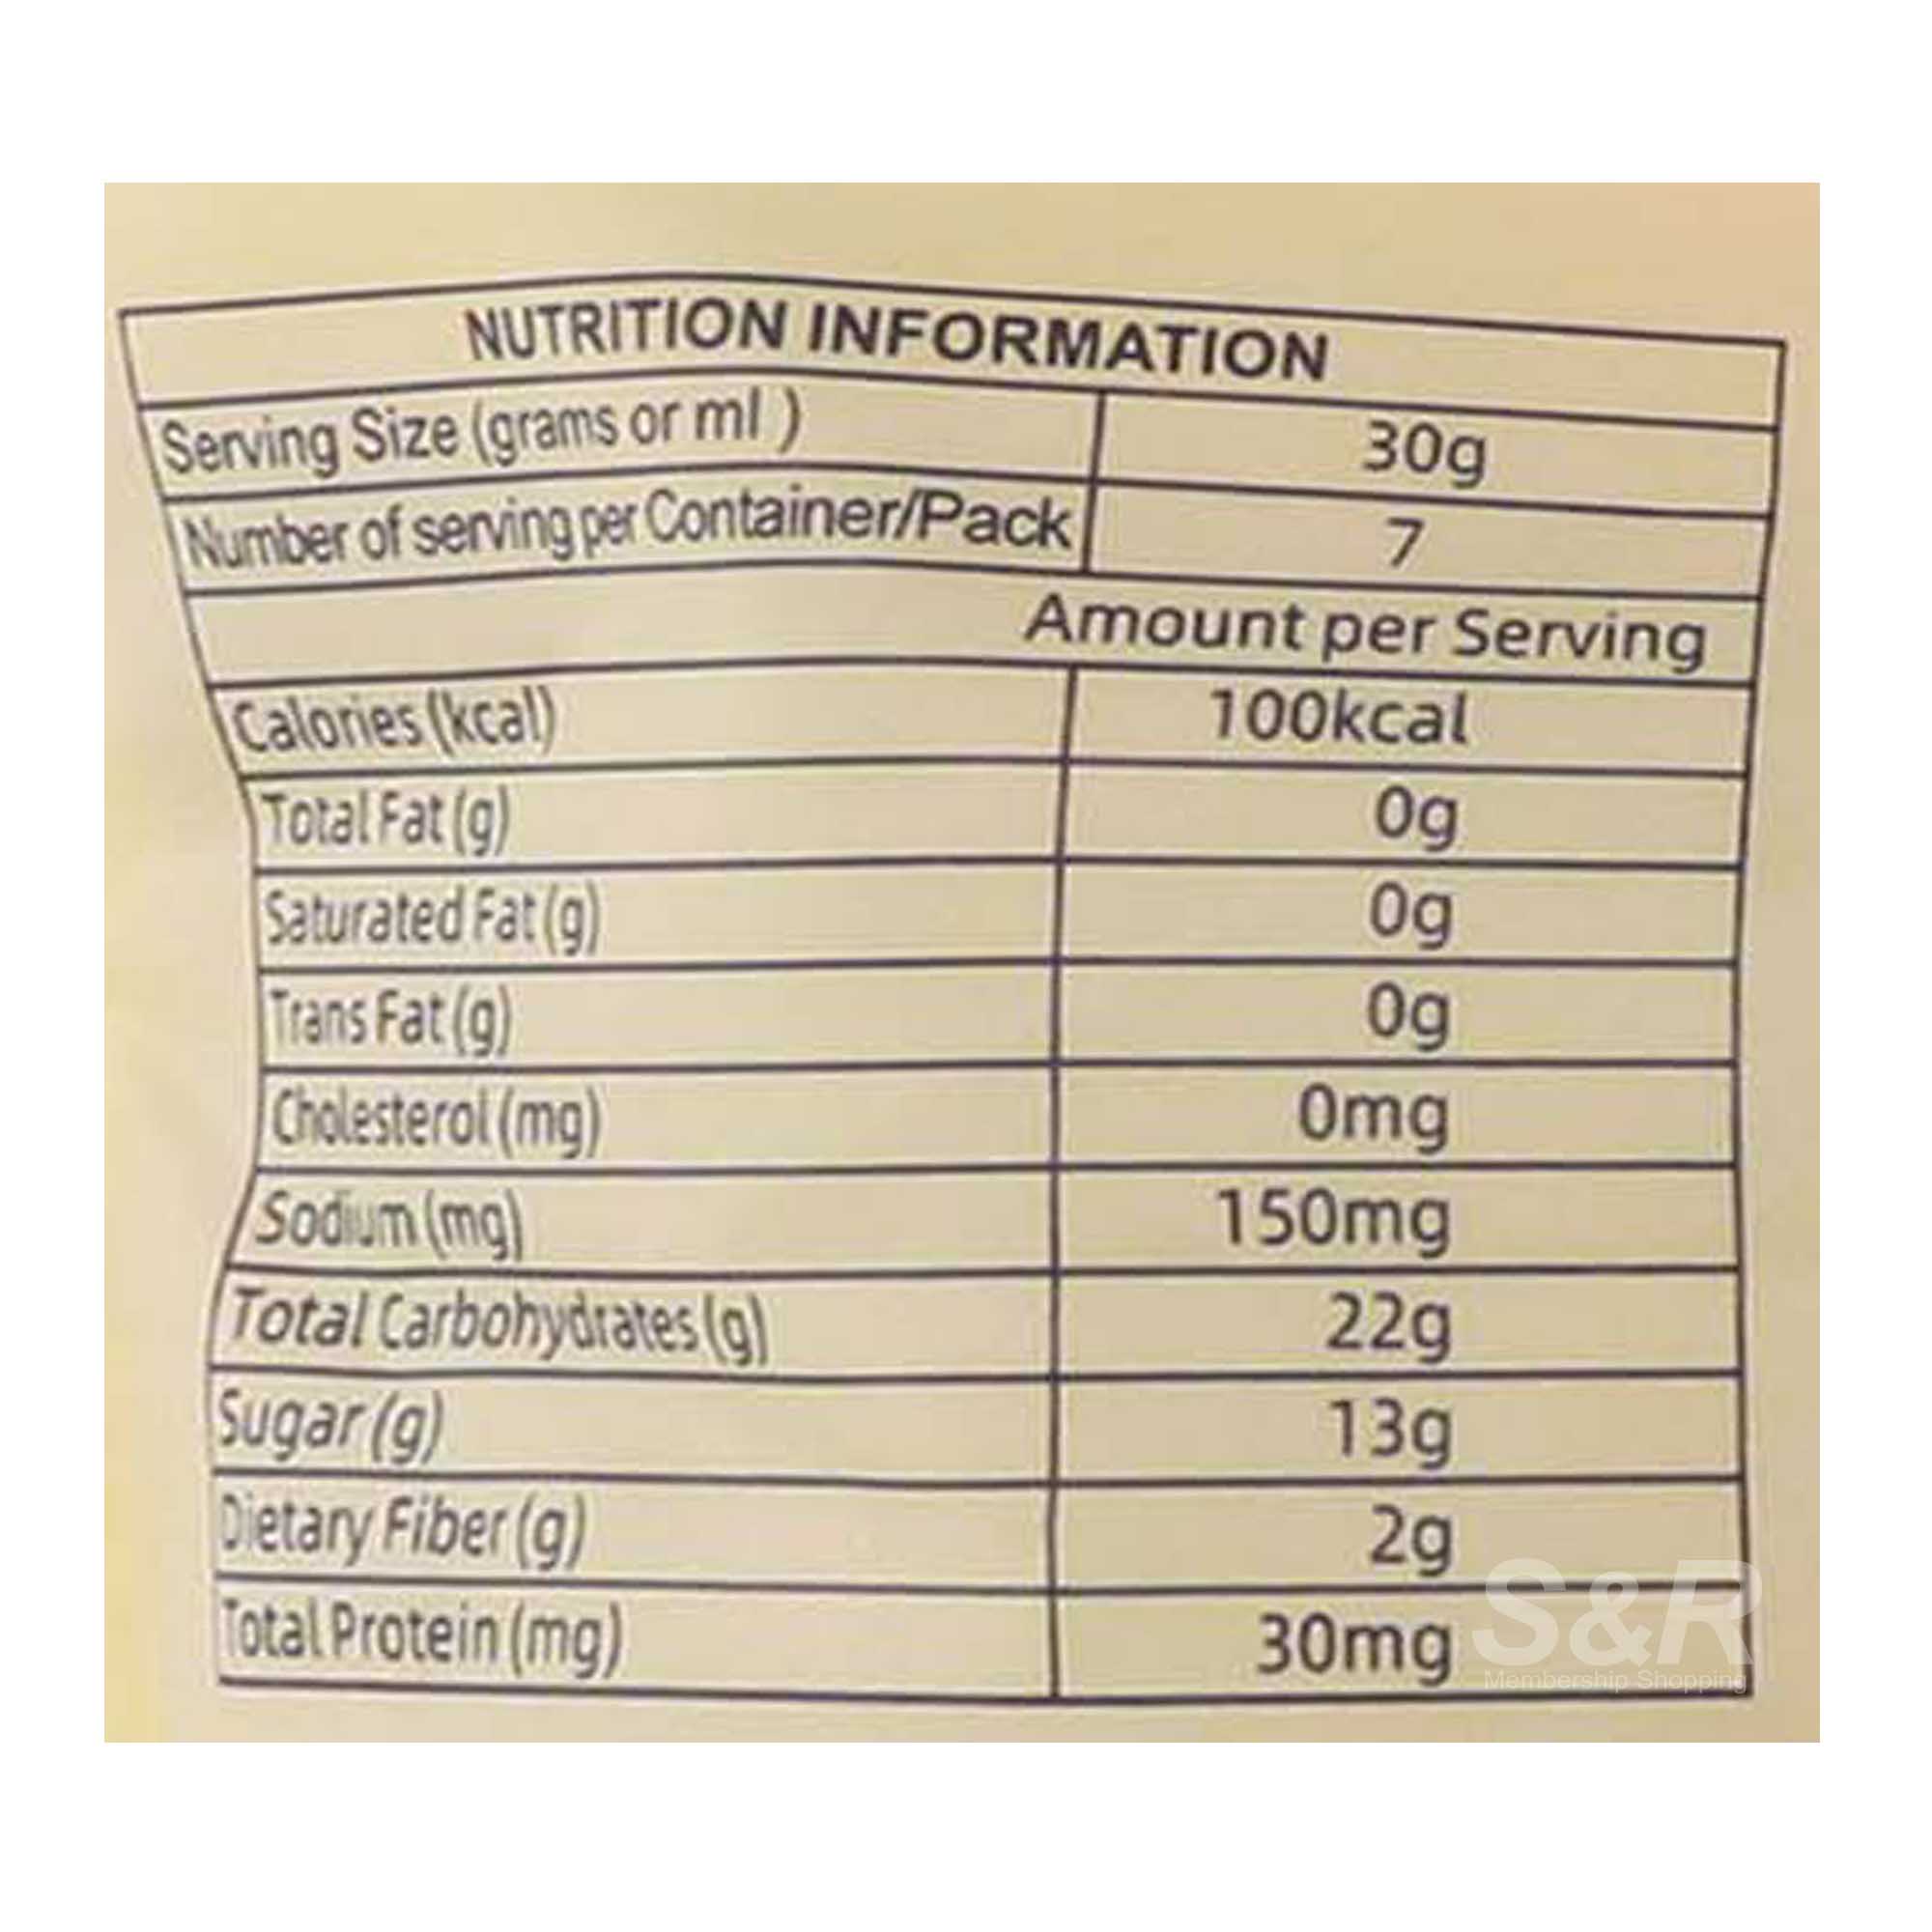 NUTRITION INFORMATION
Serving Size (grams or ml ) 30g
Number of serving per Container/Pack 7
Amount per Serving
Calories (kcal) 100kcal
Total Fat (g) 0g
Saturated Fat (g) 0g
Trans Fat (g) 0g
Cholesterol (mg) 0mg
Sodium (mg) 150mg
Total Carbohydrates (g) 22g
Sugar (g) 13g
Dietary Fiber (g) 2g
Total Protein (mg) 30mg
S&R
Membership Shopping